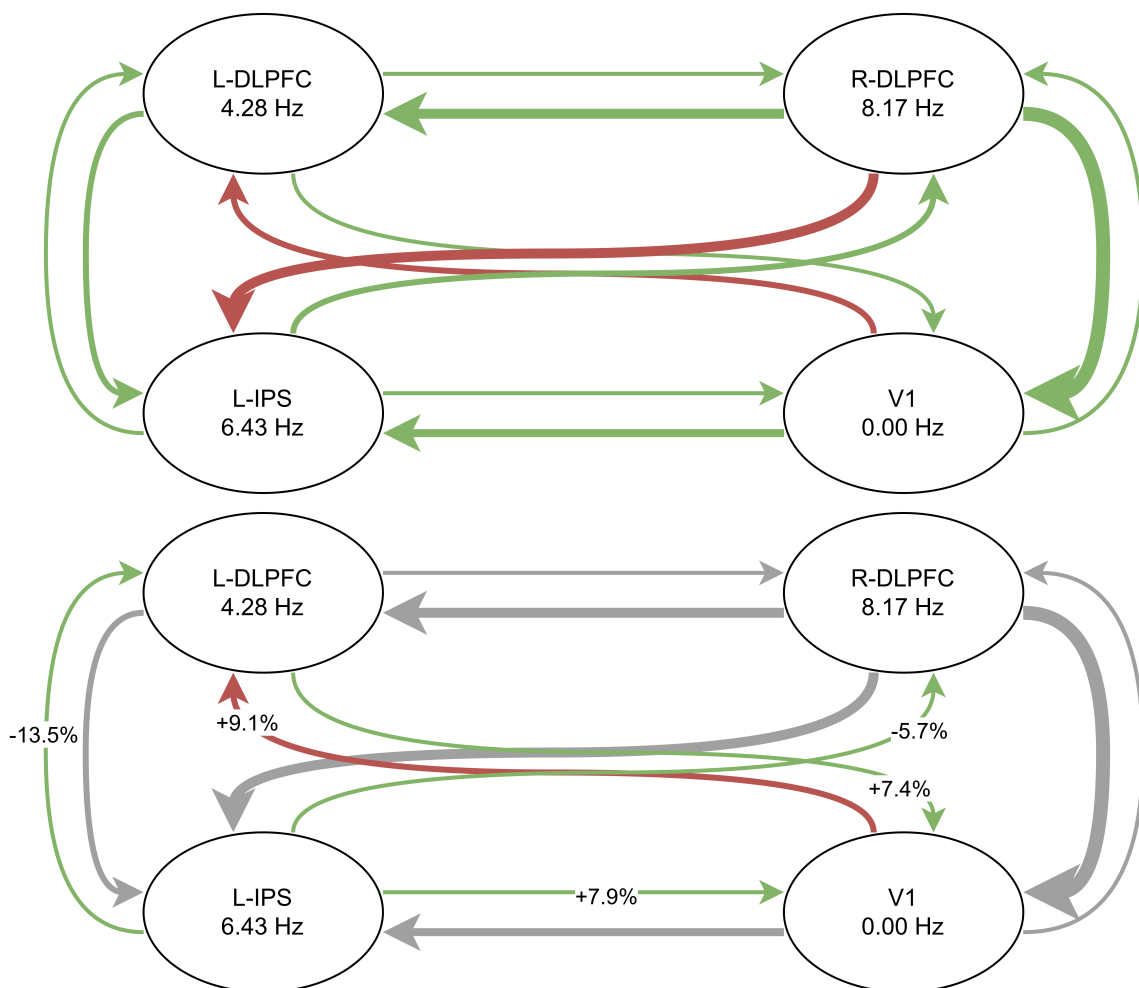 L-DLPFC
4.28 Hz
R-DLPFC
8.17 Hz
L-IPS
6.43 Hz
V1
0.00 Hz
L-DLPFC
4.28 Hz
R-DLPFC
8.17 Hz
+9.1%
-5.7%
-13.5%
+7.4%
L-IPS
6.43 Hz
+7.9%
V1
0.00 Hz